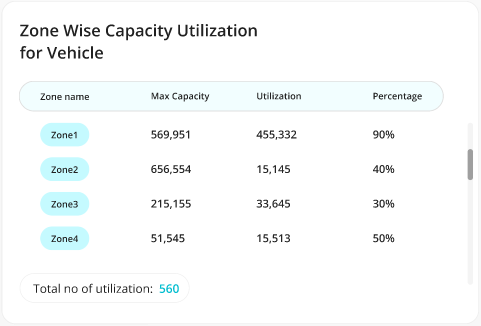 Zone Wise Capacity Utilization
for Vehicle
Zone name Max Capacity Utilization Percentage
Zone1 569,951 455,332 90%
Zone2 656,554 15,145 40%
Zone3 215,155 33,645 30%
Zone4 51,545 15,513 50%
Total no of utilization: 560